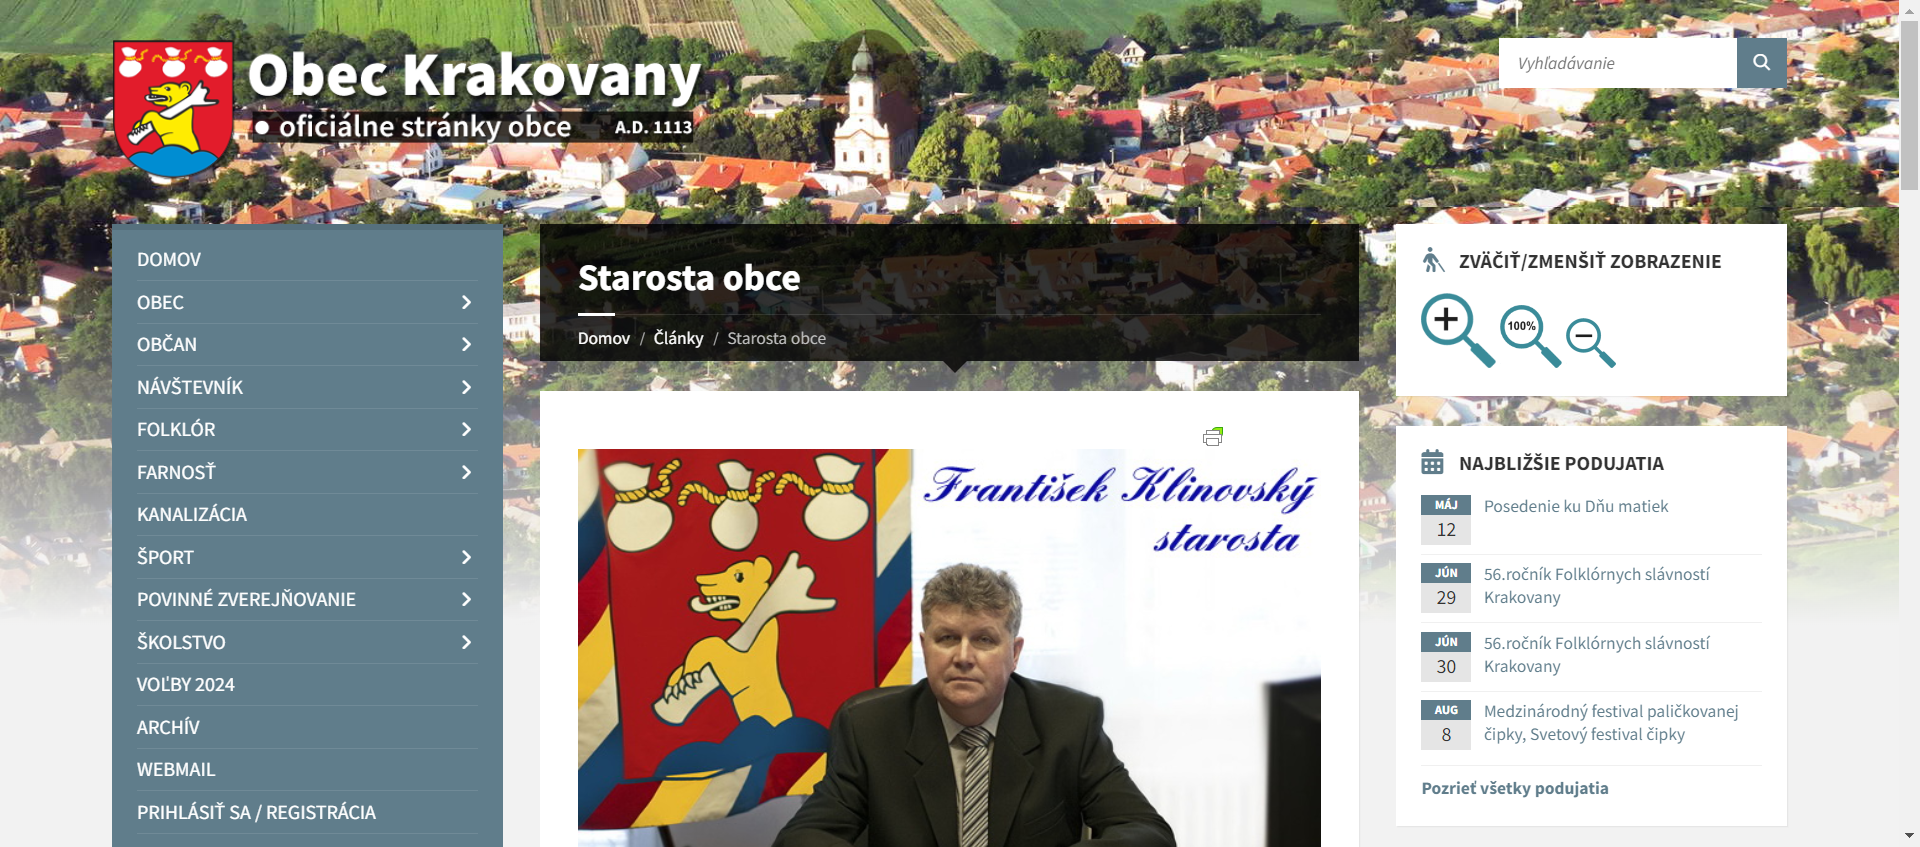 Obec Krakovany
oficiálne stránky obce A.D. 1113
Vyhľadávanie
DOMOV
OBEC
OBČAN
NÁVŠTEVNÍK
FOLKLÓR
FARNOSŤ
KANALIZÁCIA
ŠPORT
POVINNÉ ZVEREJŇOVANIE
ŠKOLSTVO
VOĽBY 2024
ARCHÍV
WEBMAIL
PRIHLÁSIŤ SA / REGISTRÁCIA
Starosta obce
Domov / Články / Starosta obce
František Klinovský
starosta
ZVÄČIŤ/ZMENŠIŤ ZOBRAZENIE
100%
NAJBLIŽŠIE PODUJATIA
MÁJ
12
Posedenie ku Dňu matiek
JÚN
29
56.ročník Folklórnych slávností
Krakovany
JÚN
30
56.ročník Folklórnych slávností
Krakovany
AUG
8
Medzinárodný festival paličkovanej
čipky, Svetový festival čipky
Pozrieť všetky podujatia